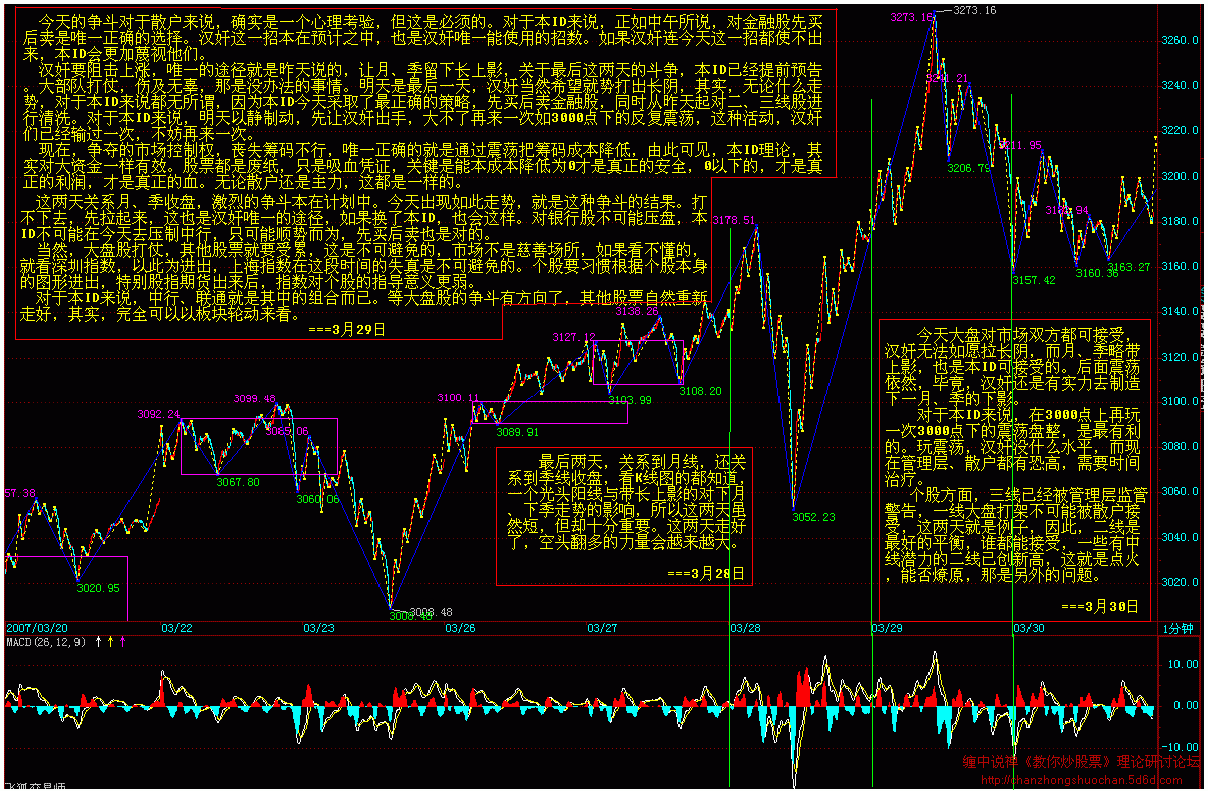 今天的争斗对于散户来说，确实是一个心理考验，但这是必须的。对于本ID来说，正如中午所说，对金融股先买
后卖是唯一正确的选择。汉奸这一招本在预计之中，也是汉奸唯一能使用的招数。如果汉奸连今天这一招都使不出
来，本ID会更加蔑视他们。
汉奸要阻击上涨，唯一的途径就是昨天说的，让月、季留下长上影，关于最后这两天的斗争，本ID已经提前预告
。大部队打仗，伤及无辜，那是没办法的事情。明天是最后一天，汉奸当然希望就势打出长阴，其实，无论什么走
势，对于本ID来说都无所谓，因为本ID今天采取了最正确的策略，先买后卖金融股，同时从昨天起对二、三线股进
行清洗。对于本ID来说，明天以静制动，先让汉奸出手，大不了再来一次如3000点下的反复震荡，这种活动，汉奸
们已经输过一次，不妨再来一次。
现在，争夺的市场控制权，丧失筹码不行，唯一正确的就是通过震荡把筹码成本降低，由此可见，本ID理论，其
实对大资金一样有效。股票都是废纸，只是吸血凭证，关键是能本成本降低为0才是真正的安全，0以下的，才是真
正的利润，才是真正的血。无论散户还是主力，这都是一样的。
这两天关系月、季收盘，激烈的争斗本在计划中。今天出现如此走势，就是这种争斗的结果。打
不下去，先拉起来，这也是汉奸唯一的途径，如果换了本ID，也会这样。对银行股不可能压盘，本
ID不可能在今天去压制中行，只可能顺势而为，先买后卖也是对的。
当然，大盘股打仗，其他股票就要受累，这是不可避免的，市场不是慈善场所，如果看不懂的，
就看深圳指数，以此为进出，上海指数在这段时间的失真是不可避免的。个股要习惯根据个股本身
的图形进出，特别股指期货出来后，指数对个股的指导意义更弱。
对于本ID来说，中行、联通就是其中的组合而已。等大盘股的争斗有方向了，其他股票自然重新
走好，其实，完全可以以板块轮动来看。
===3月29日
3273.16
3273.16
3260.0
3240.0
3220.0
3206.79
3200.0
3178.51
3180.0
3163.27
3160.36
3160.0
3157.42
3140.0
3138.26
3127.12
3120.0
3108.20
3103.99
3100.11
3100.0
3099.46
3092.24
3089.91
3085.06
3080.0
3067.80
3060.06
3060.0
57.38
3052.23
3040.0
3020.95
3020.0
3008.48
最后两天，关系到月线，还关
系到季线收盘，看K线图的都知道，
一个光头阳线与带长上影的对下月
、下季走势的影响，所以这两天虽
然短，但却十分重要。这两天走好
了，空头翻多的力量会越来越大。
===3月28日
今天大盘对市场双方都可接受，
汉奸无法如愿拉长阴，而月、季略带
上影，也是本ID可接受的。后面震荡
依然，毕竟，汉奸还是有实力去制造
下一月、季的下影。
对于本ID来说，在3000点上再玩
一次3000点下的震荡盘整，是最有利
的。玩震荡，汉奸没什么水平，而现
在管理层、散户都有恐高，需要时间
治疗。
个股方面，三线已经被管理层监管
警告，一线大盘打架不可能被散户接
受，这两天就是例子，因此，二线是
最好的平衡，谁都能接受，一些有中
线潜力的二线已创新高，这就是点火
，能否燎原，那是另外的问题。
===3月30日
2007/03/20 03/22 03/23 03/26 03/27 03/28 03/29 03/30 1分钟
MACD(26,12,9) ↑ ↑ ↑
10.00
0.00
-10.00
缠中说禅《教你炒股票》理论研讨论坛
http://chanzhongshuochan.5d6d.com